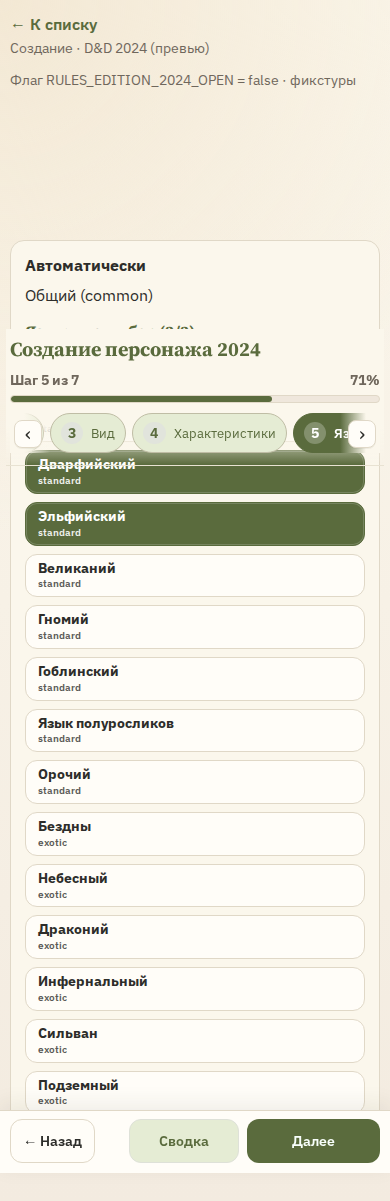 ← К списку
Создание · D&D 2024 (превью)
Флаг RULES_EDITION_2024_OPEN = false · фикстуры
Автоматически
Общий (common)
Создание персонажа 2024
Шаг 5 из 7
71%
‹ 3 Вид 4 Характеристики 5 Яз ›
Дварфийский
standard
Эльфийский
standard
Великаний
standard
Гномий
standard
Гоблинский
standard
Язык полуросликов
standard
Орочий
standard
Бездны
exotic
Небесный
exotic
Драконий
exotic
Инфернальный
exotic
Сильван
exotic
Подземный
exotic
← Назад
Сводка
Далее